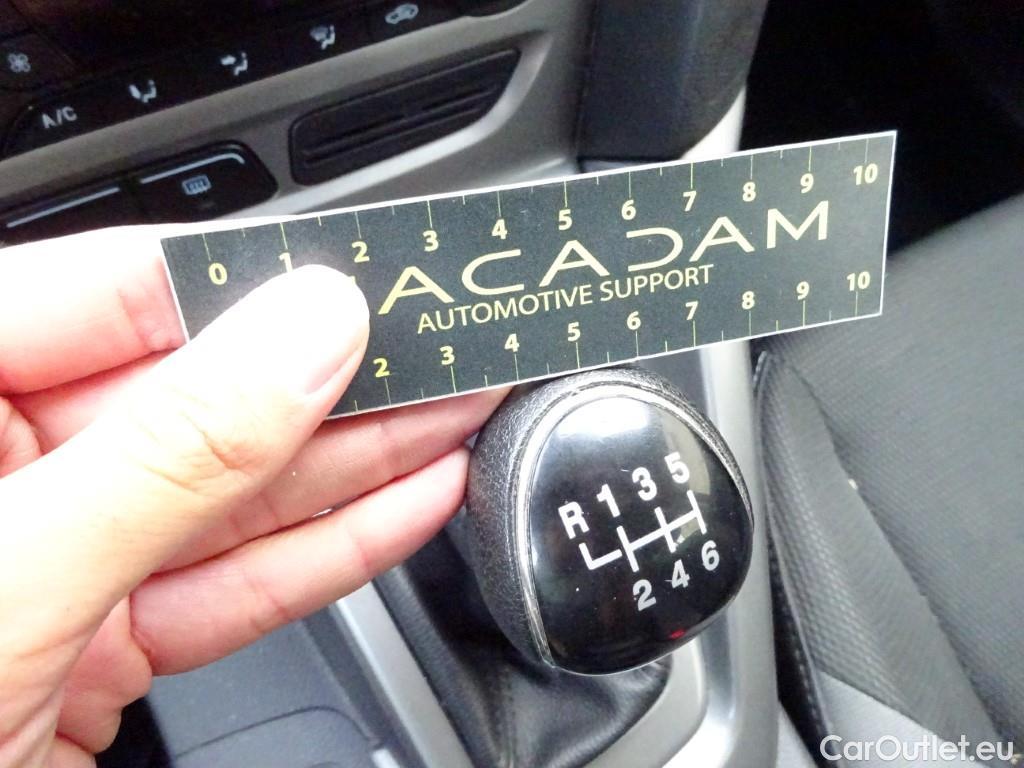 A/C
0 1 2 3 4 5 6 7 8 9 10
ACADAM
AUTOMOTIVE SUPPORT
2 3 4 5 6 7 8 9 10
R 1 3 5
2 4 6
CarOutlet.eu